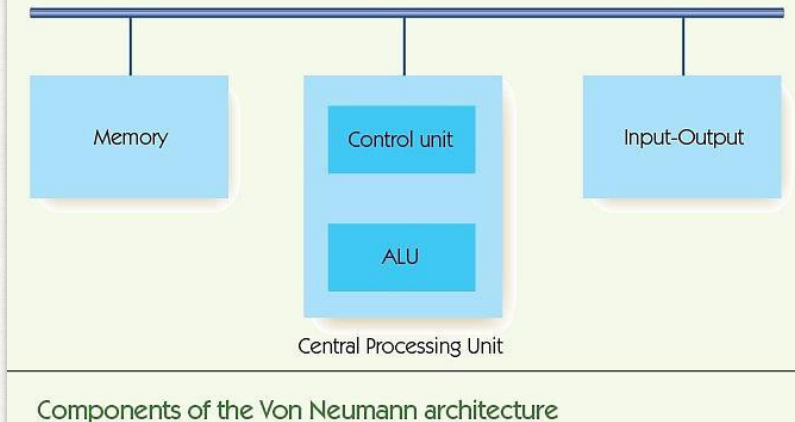 Memory
Control unit
Input-Output
ALU
Central Processing Unit
Components of the Von Neumann architecture